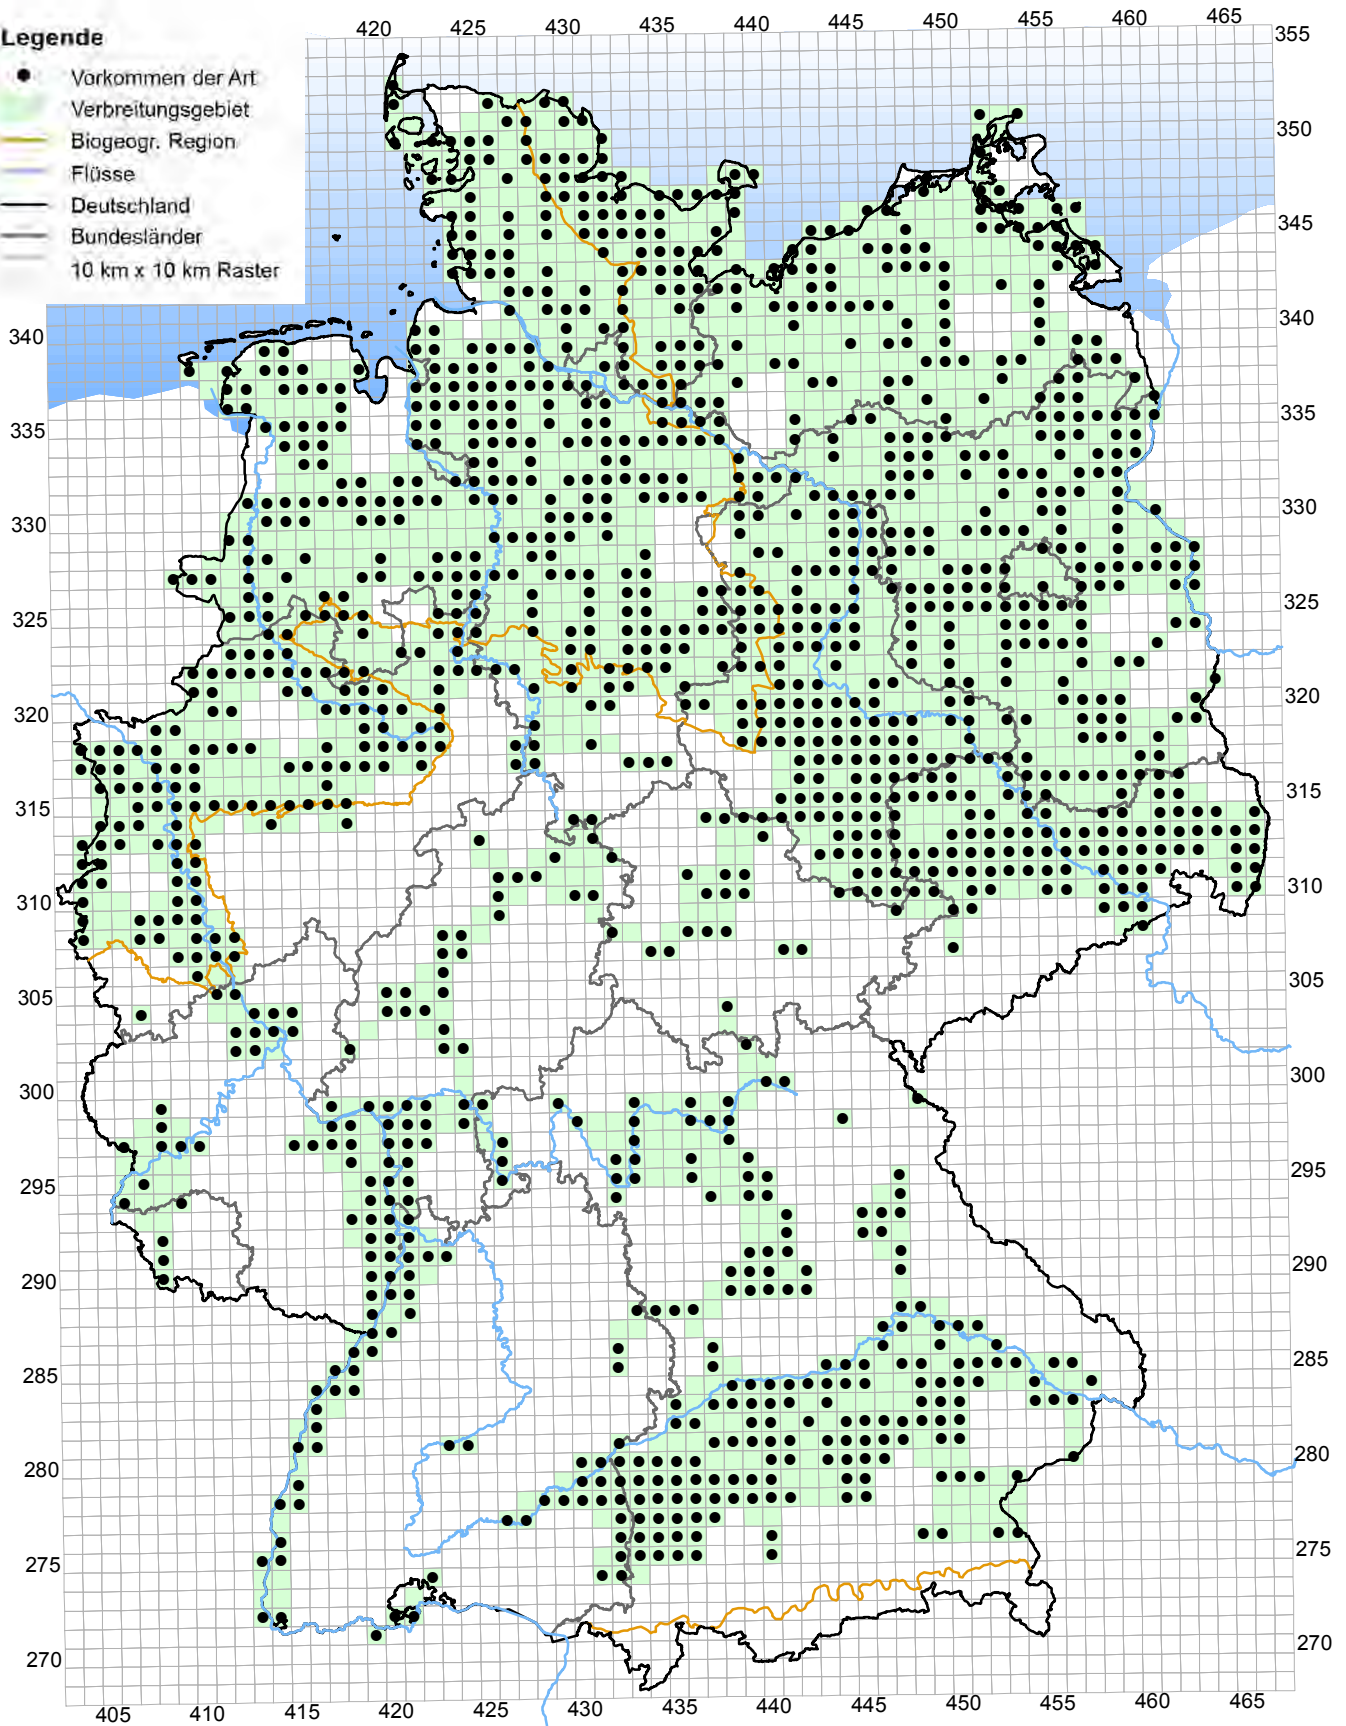 420 425 430 435 440 445 450 455 460 465
Legende
Vorkommen der Art
Verbreitungsgebiet
Biogeogr. Region
Flüsse
Deutschland
Bundesländer
10 km x 10 km Raster
355
350
345
340 340
335 335
330 330
325 325
320 320
315 315
310 310
305 305
300 300
295 295
290 290
285 285
280 280
275 275
270 270
405 410 415 420 425 430 435 440 445 450 455 460 465